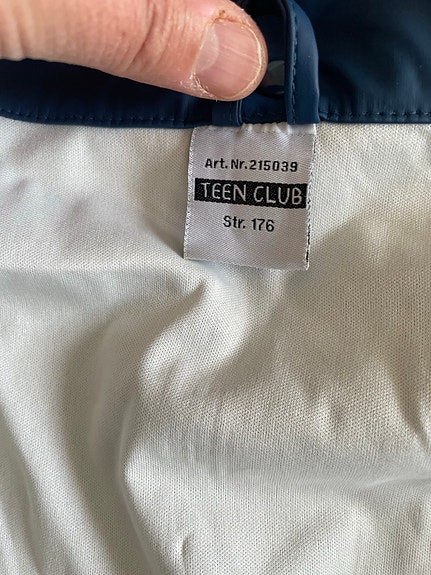 Art. Nr. 215039
TEEN CLUB
Str. 176